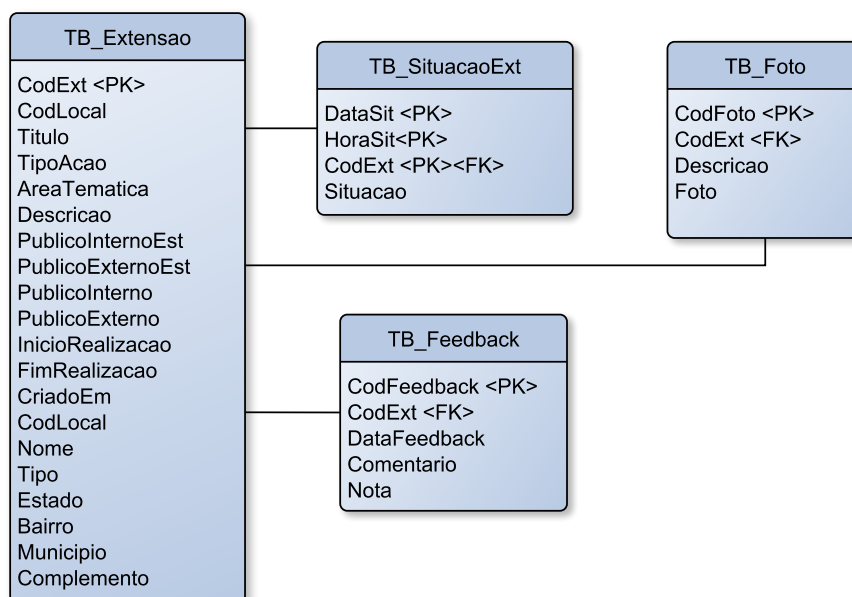 TB_Extensao
CodExt <PK>
CodLocal
Titulo
TipoAcao
AreaTematica
Descricao
PublicoInternoEst
PublicoExternoEst
PublicoInterno
PublicoExterno
InicioRealizacao
FimRealizacao
CriadoEm
CodLocal
Nome
Tipo
Estado
Bairro
Municipio
Complemento
TB_SituacaoExt
DataSit <PK>
HoraSit<PK>
CodExt <PK><FK>
Situacao
TB_Foto
CodFoto <PK>
CodExt <FK>
Descricao
Foto
TB_Feedback
CodFeedback <PK>
CodExt <FK>
DataFeedback
Comentario
Nota